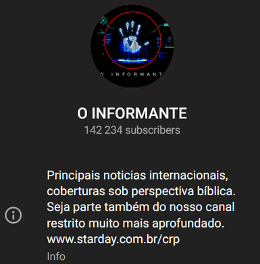 O INFORMANTE
O INFORMANTE
142 234 subscribers
Principais noticias internacionais,
coberturas sob perspectiva bíblica.
Seja parte também do nosso canal
restrito muito mais aprofundado.
www.starday.com.br/crp
Info